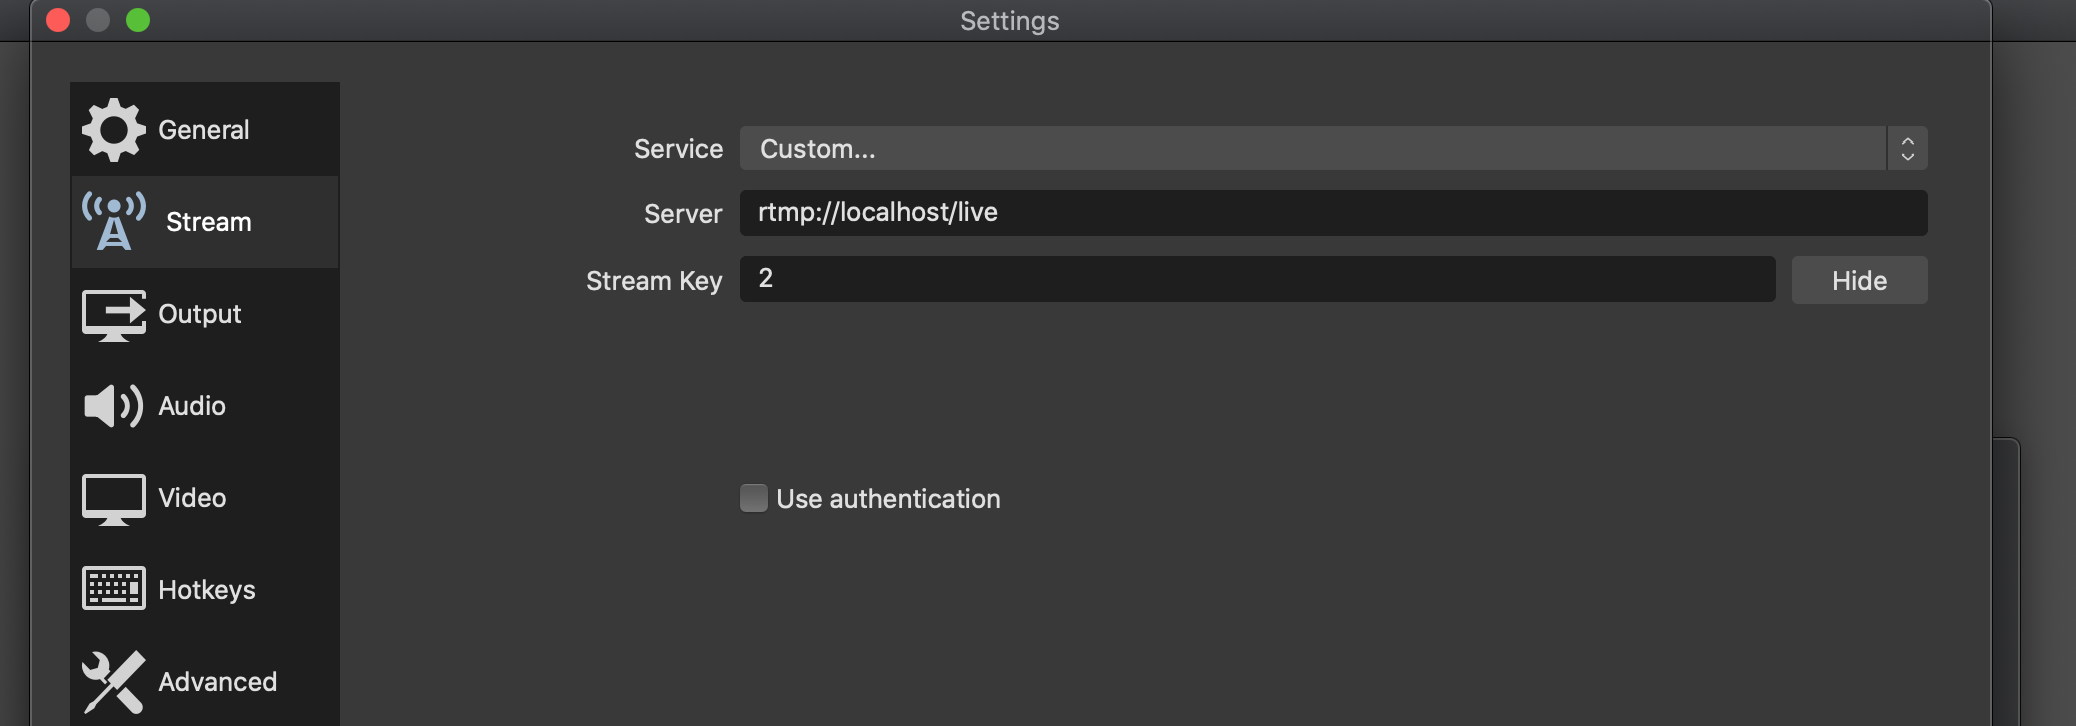 Settings
General
Stream
Output
Audio
Video
Hotkeys
Advanced
Service Custom...
Server rtmp://localhost/live
Stream Key 2 Hide
Use authentication